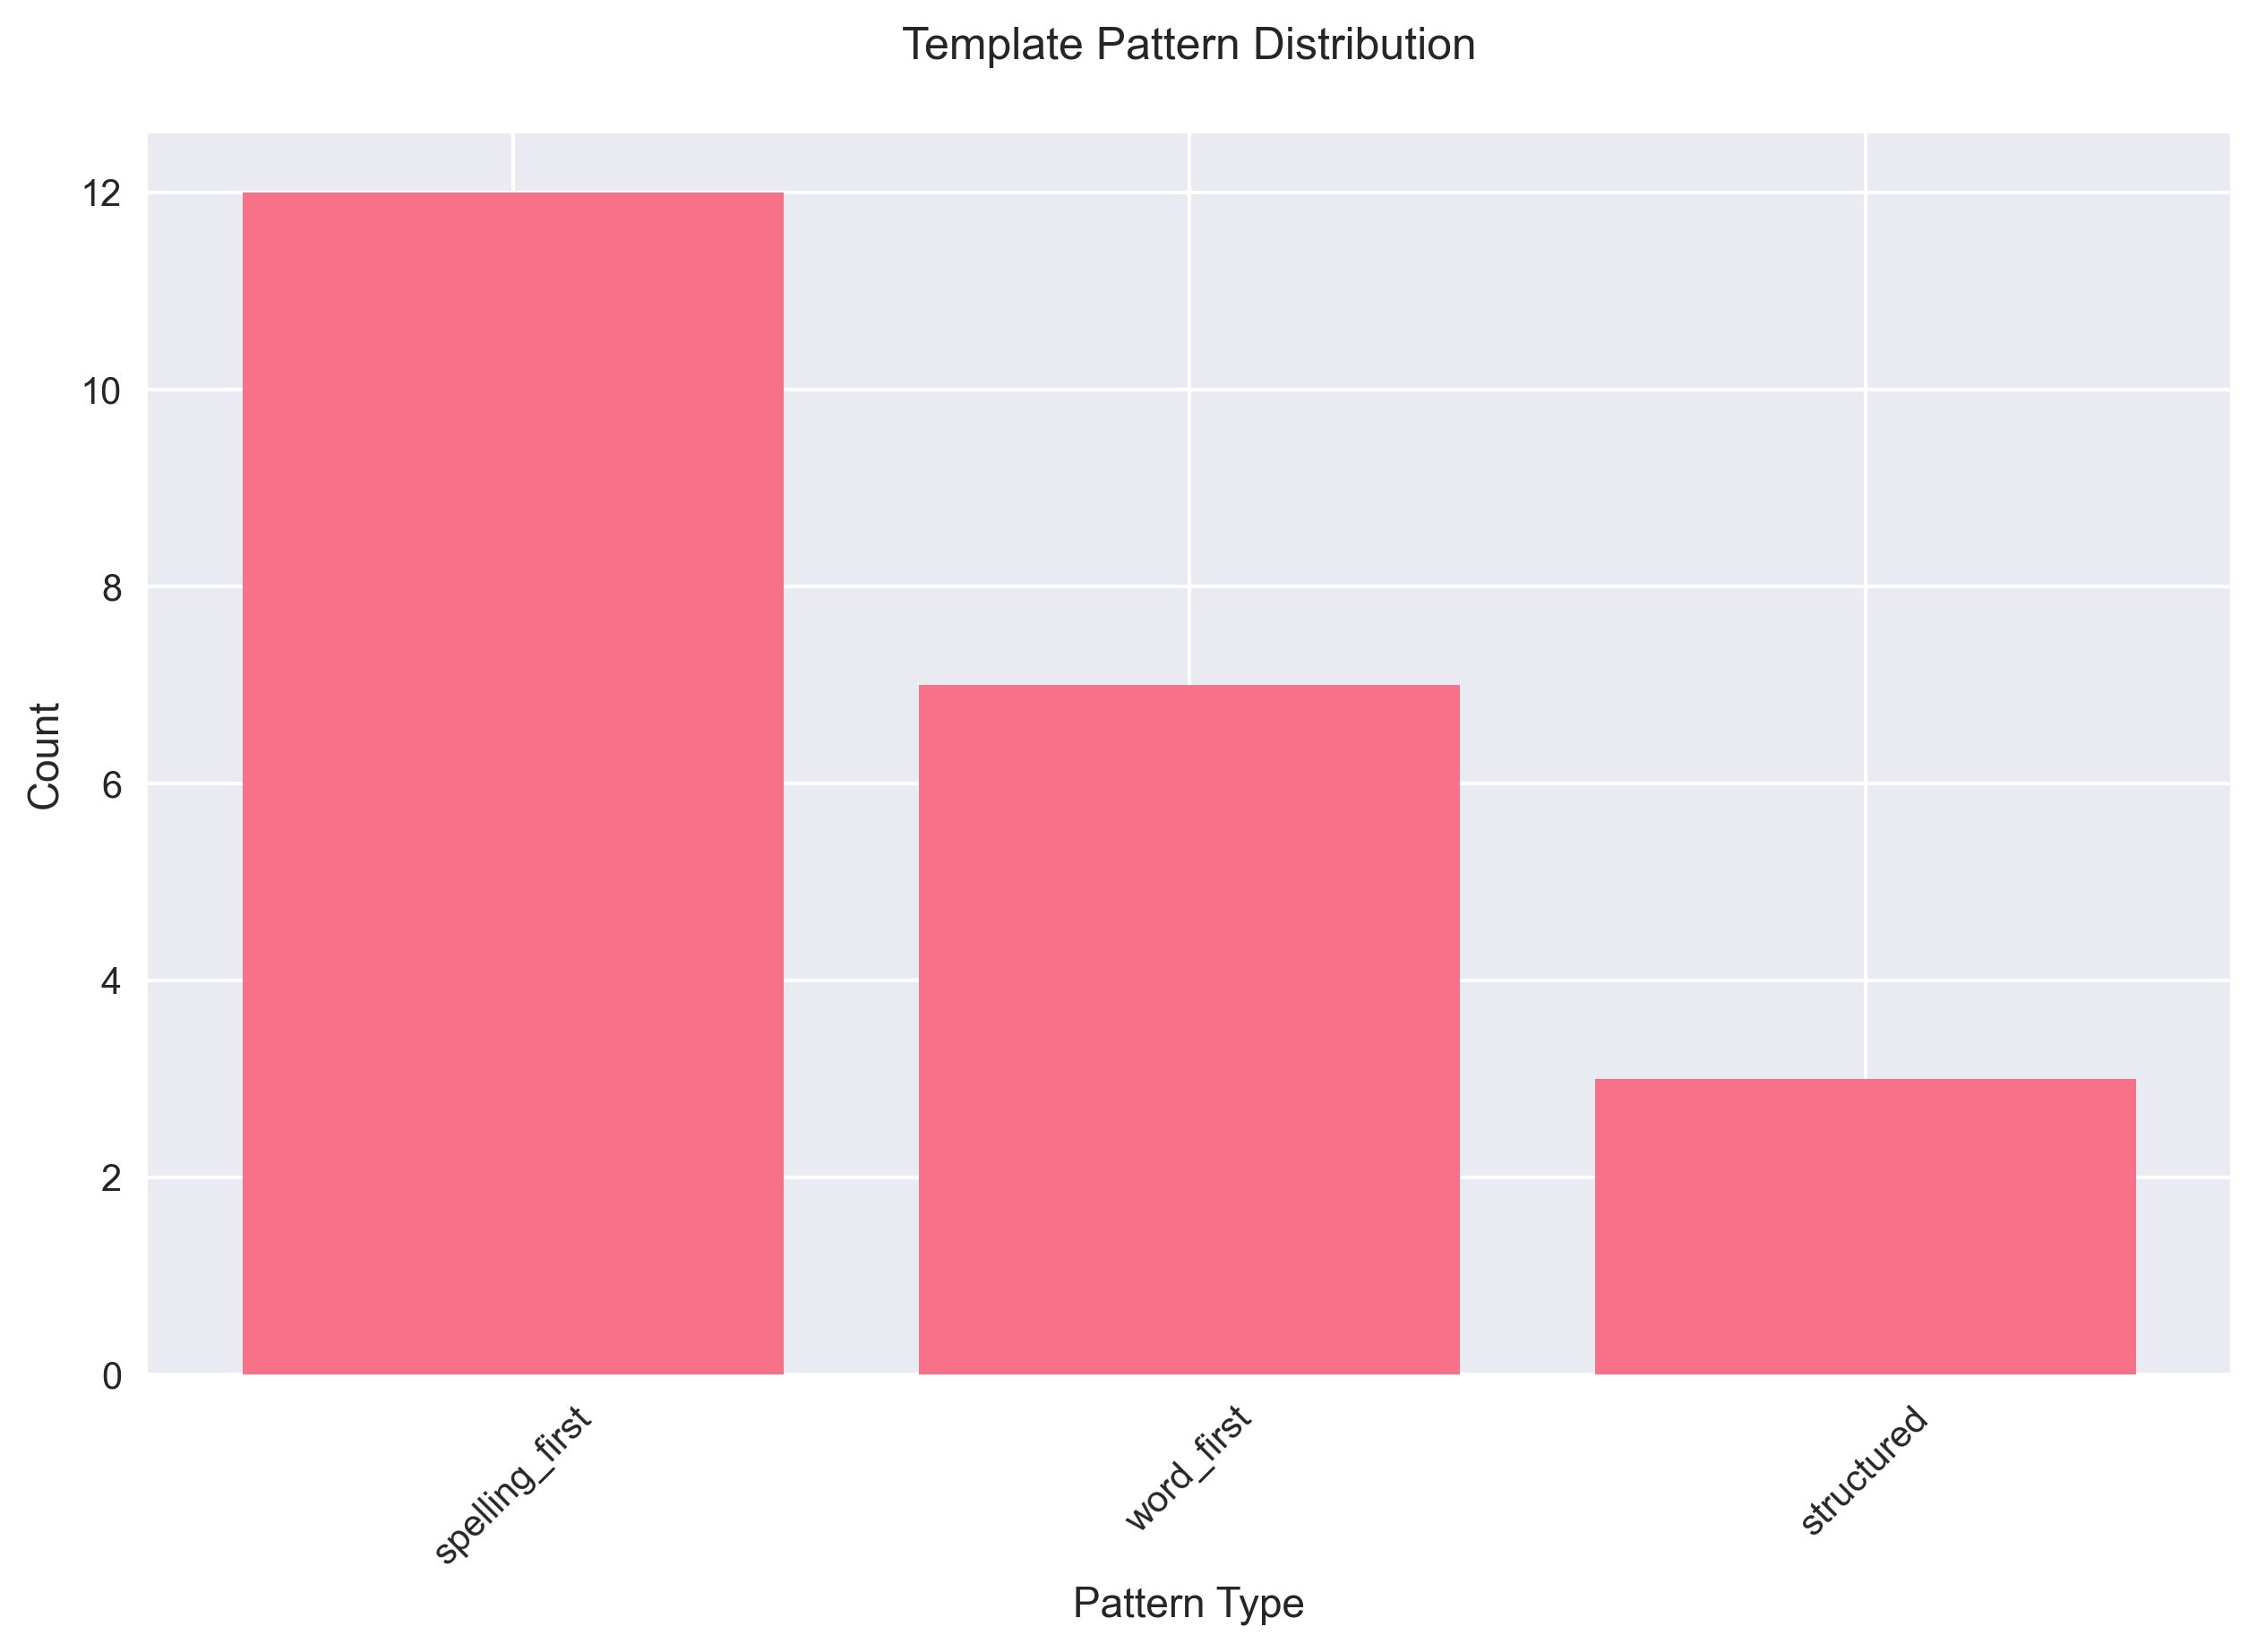 Template Pattern Distribution
12
10
8
6
4
2
0
Count
spelling_first
word_first
structured
Pattern Type